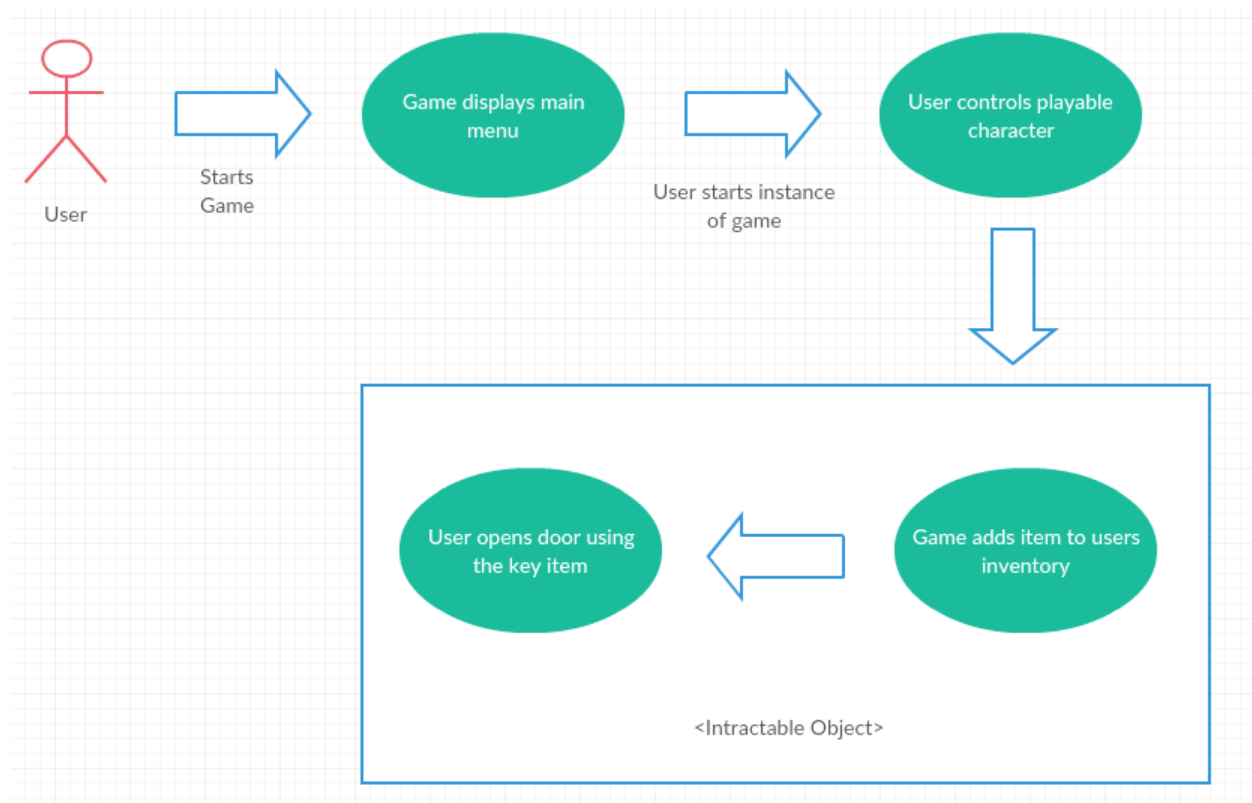 User
Starts
Game
Game displays main
menu
User starts instance
of game
User controls playable
character
Game adds item to users
inventory
User opens door using
the key item
<Intractable Object>